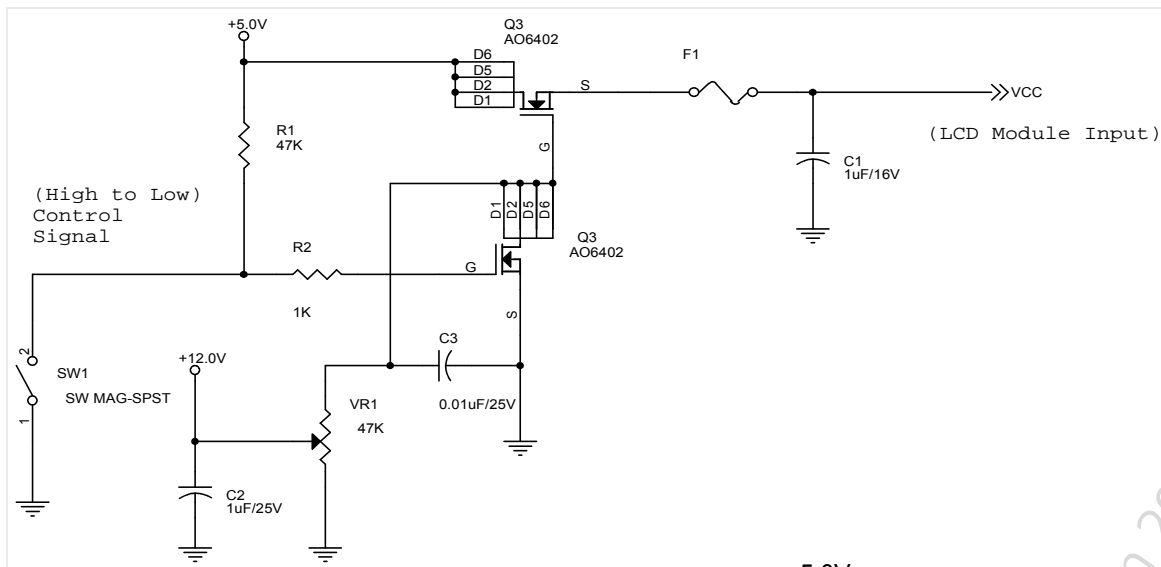 +5.0V
Q3
AO6402
D6
D5
D2
D1
S
F1
VCC
(LCD Module Input)
R1
47K
G
C1
1uF/16V
(High to Low)
Control
Signal
D1
D2
D5
D6
Q3
AO6402
R2
G
1K
S
C3
0.01uF/25V
+12.0V
2
SW1
SW MAG-SPST
1
VR1
47K
C2
1uF/25V